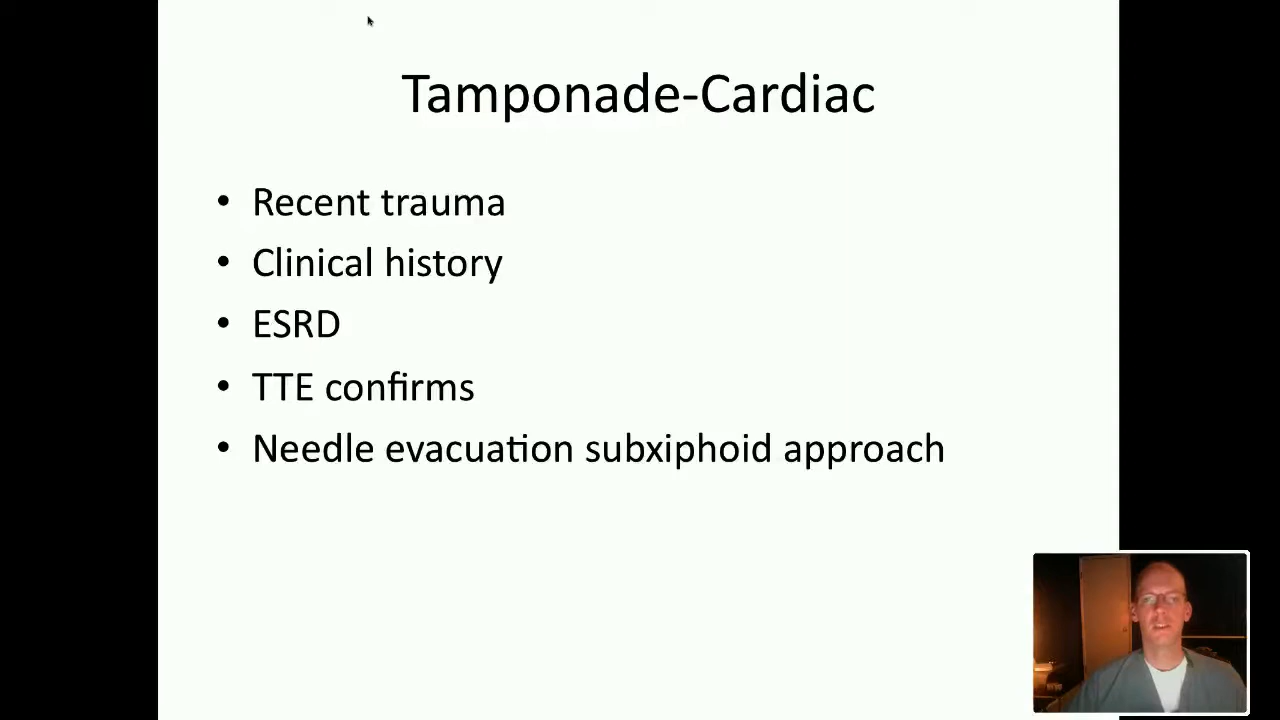 Tamponade-Cardiac
• Recent trauma
• Clinical history
• ESRD
• TTE confirms
• Needle evacuation subxiphoid approach